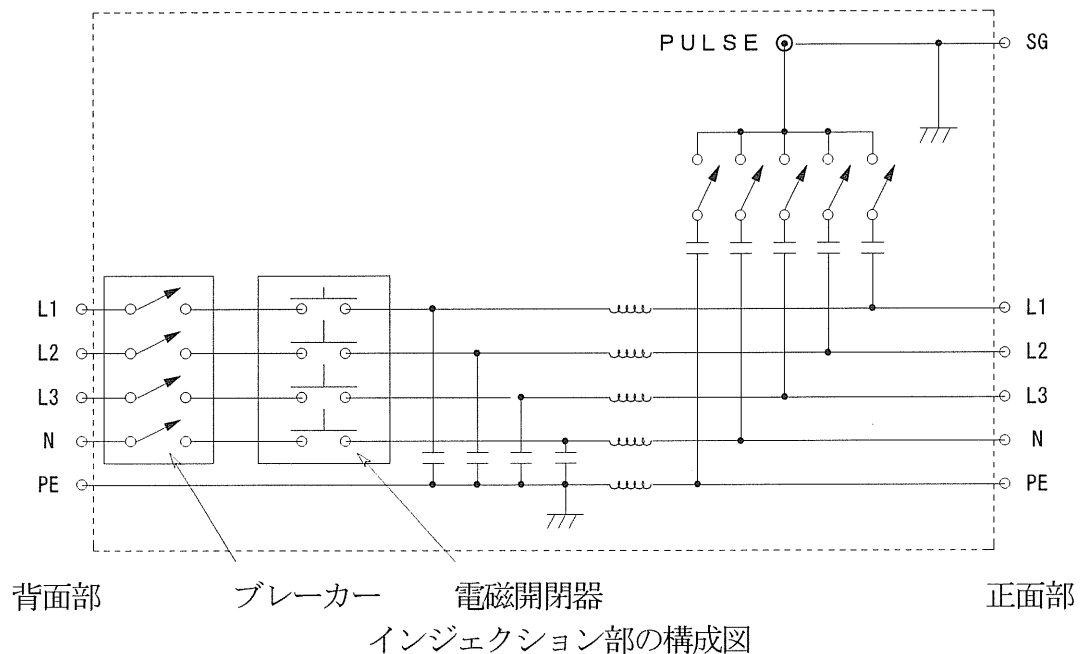 PULSE SG
L1 L1
L2 L2
L3 L3
N N
PE PE
背面部 ブレーカー 電磁開閉器 正面部
インジェクション部の構成図